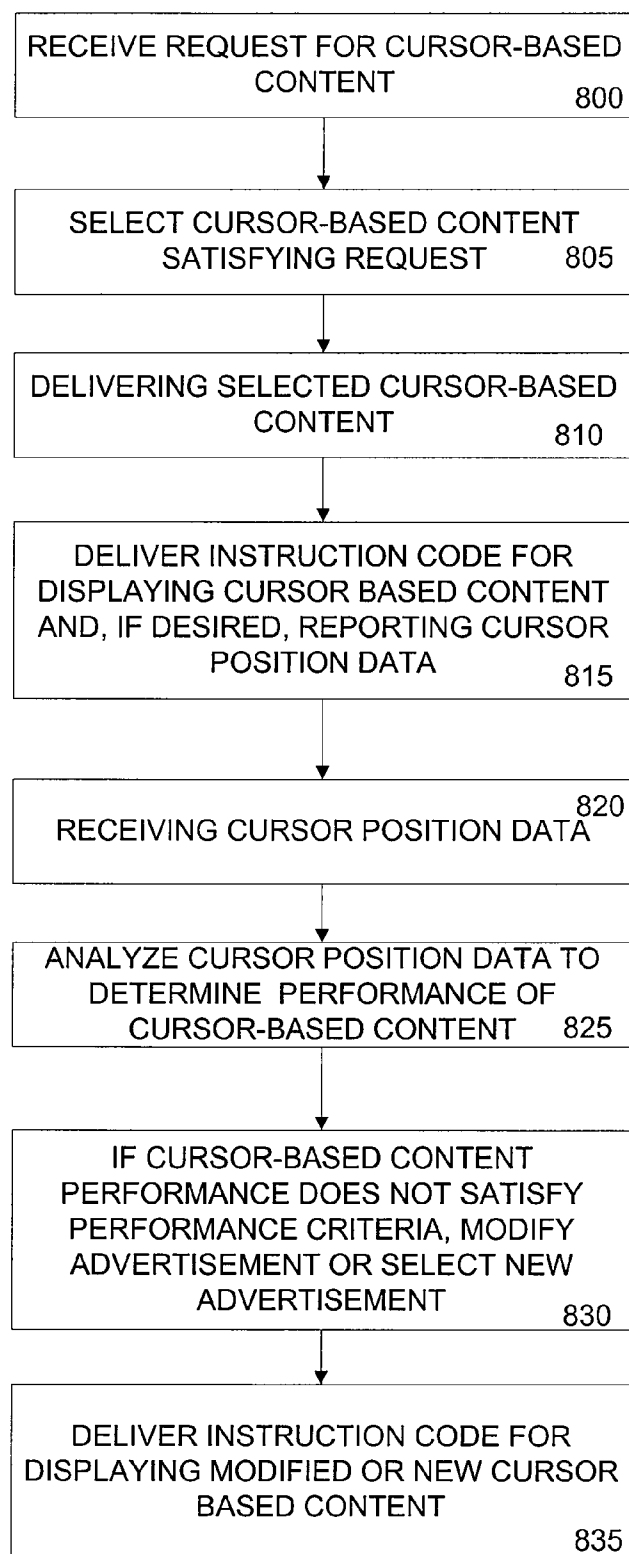 RECEIVE REQUEST FOR CURSOR-BASED
CONTENT
800
SELECT CURSOR-BASED CONTENT
SATISFYING REQUEST 805
DELIVERING SELECTED CURSOR-BASED
CONTENT 810
DELIVER INSTRUCTION CODE FOR
DISPLAYING CURSOR BASED CONTENT
AND, IF DESIRED, REPORTING CURSOR
POSITION DATA 815
820
RECEIVING CURSOR POSITION DATA
ANALYZE CURSOR POSITION DATA TO
DETERMINE PERFORMANCE OF
CURSOR-BASED CONTENT 825
IF CURSOR-BASED CONTENT
PERFORMANCE DOES NOT SATISFY
PERFORMANCE CRITERIA, MODIFY
ADVERTISEMENT OR SELECT NEW
ADVERTISEMENT
830
DELIVER INSTRUCTION CODE FOR
DISPLAYING MODIFIED OR NEW CURSOR
BASED CONTENT
835